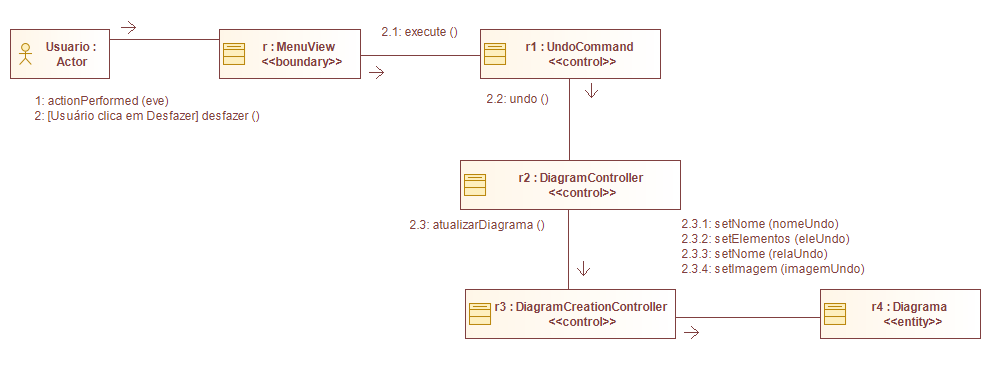 Usuario :
Actor
r : MenuView
<<boundary>>
2.1: execute ()
r1 : UndoCommand
<<control>>
1: actionPerformed (eve)
2: [Usuário clica em Desfazer] desfazer ()
2.2: undo ()
r2 : DiagramController
<<control>>
2.3: atualizarDiagrama ()
2.3.1: setNome (nomeUndo)
2.3.2: setElementos (eleUndo)
2.3.3: setNome (relaUndo)
2.3.4: setImagem (imagemUndo)
r3 : DiagramCreationController
<<control>>
r4 : Diagrama
<<entity>>